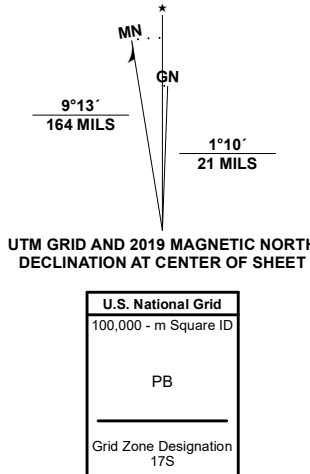 ★
MN
GN
9°13´
164 MILS
1°10´
21 MILS
UTM GRID AND 2019 MAGNETIC NORTH
DECLINATION AT CENTER OF SHEET
U.S. National Grid
100,000 - m Square ID
PB
Grid Zone Designation
17S